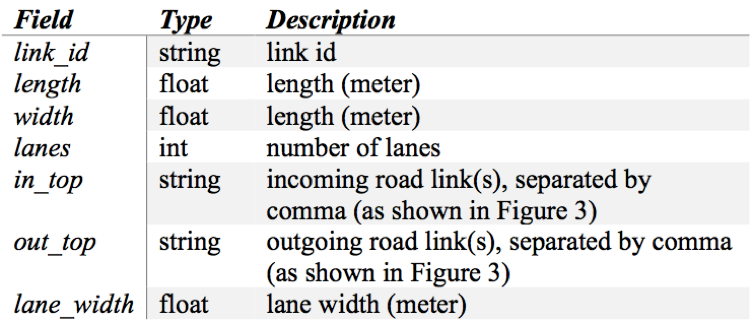 Field Type Description
link_id string link id
length float length (meter)
width float length (meter)
lanes int number of lanes
in_top string incoming road link(s), separated by
comma (as shown in Figure 3)
out_top string outgoing road link(s), separated by comma
(as shown in Figure 3)
lane_width float lane width (meter)